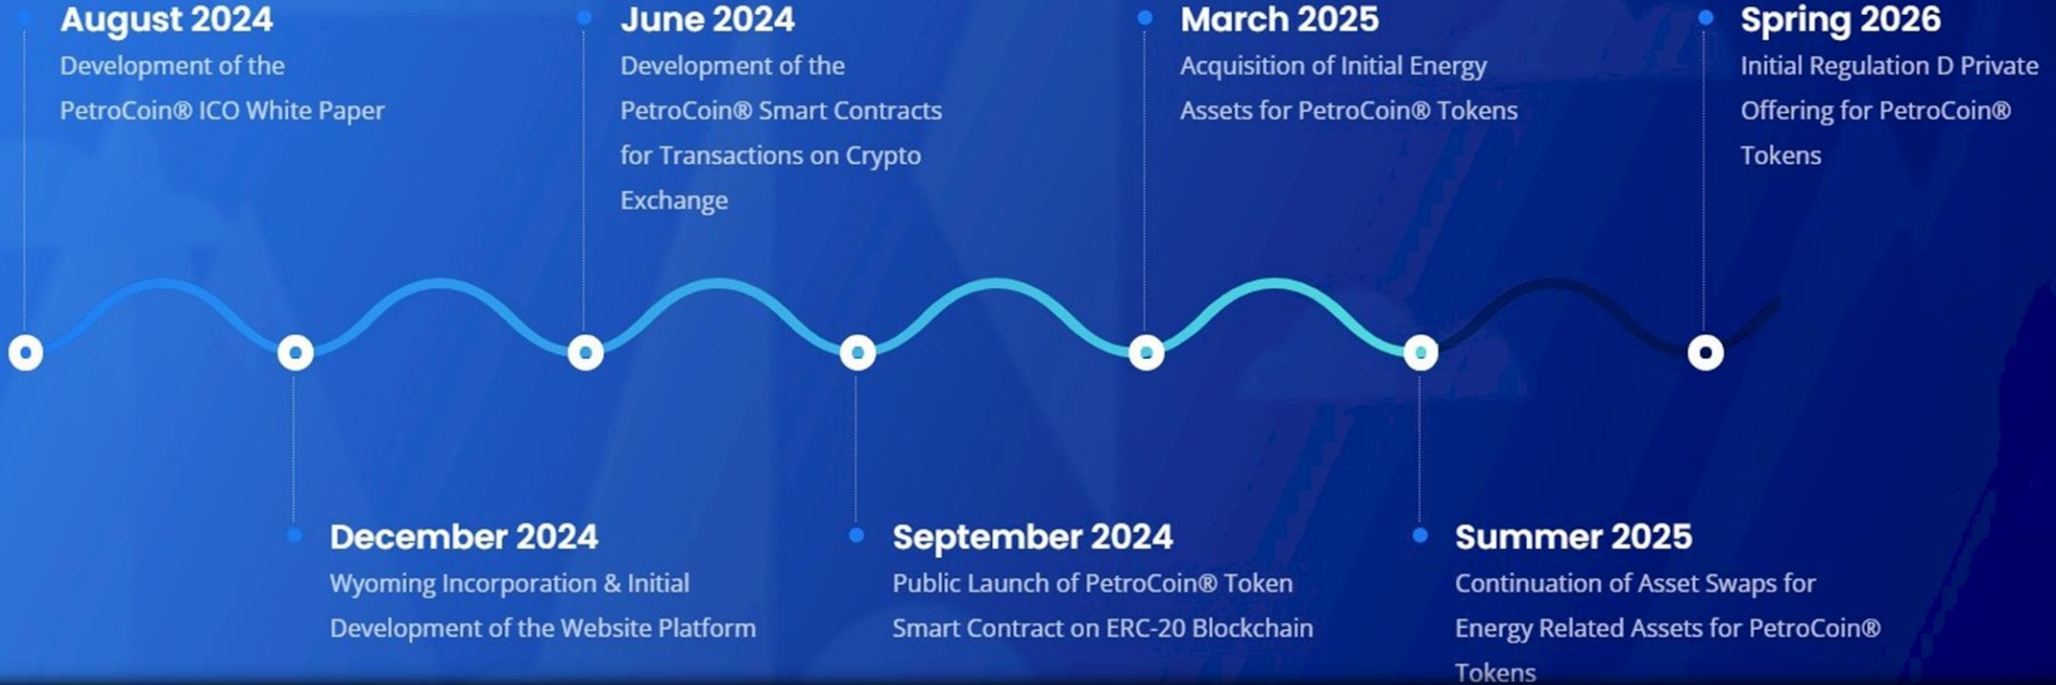 August 2024
Development of the
PetroCoin® ICO White Paper
December 2024
Wyoming Incorporation & Initial
Development of the Website Platform
June 2024
Development of the
PetroCoin® Smart Contracts
for Transactions on Crypto
Exchange
September 2024
Public Launch of PetroCoin® Token
Smart Contract on ERC-20 Blockchain
March 2025
Acquisition of Initial Energy
Assets for PetroCoin® Tokens
Summer 2025
Continuation of Asset Swaps for
Energy Related Assets for PetroCoin®
Tokens
Spring 2026
Initial Regulation D Private
Offering for PetroCoin®
Tokens